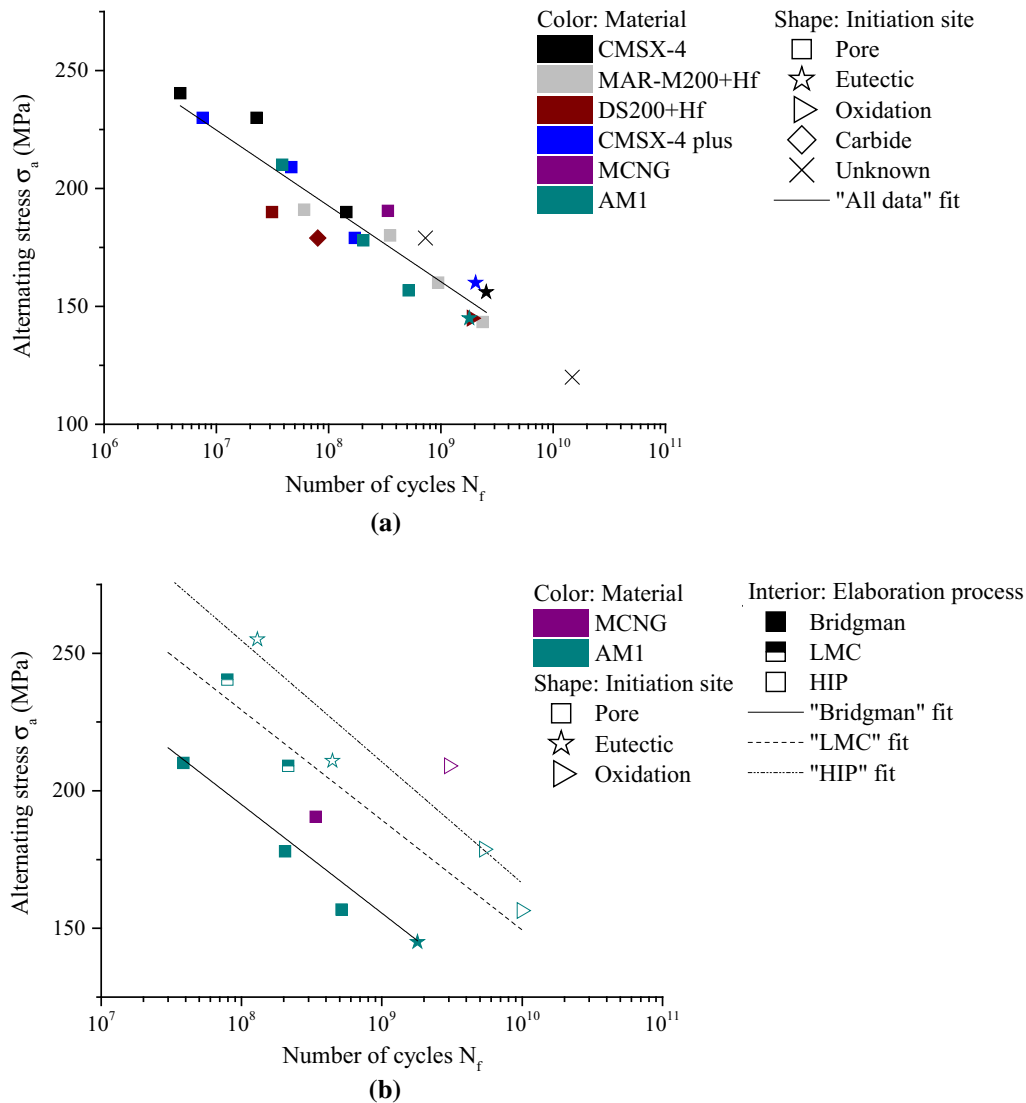 Color: Material
CMSX-4
MAR-M200+Hf
DS200+Hf
CMSX-4 plus
MCNG
AM1
Shape: Initiation site
Pore
Eutectic
Oxidation
Carbide
Unknown
"All data" fit
Alternating stress σa (MPa)
250
200
150
100
10^6
10^7
10^8
10^9
10^10
10^11
Number of cycles Nf
(a)
Color: Material
MCNG
AM1
Shape: Initiation site
Pore
Eutectic
Oxidation
Interior: Elaboration process
Bridgman
LMC
HIP
"Bridgman" fit
"LMC" fit
"HIP" fit
Alternating stress σa (MPa)
250
200
150
10^7
10^8
10^9
10^10
10^11
Number of cycles Nf
(b)